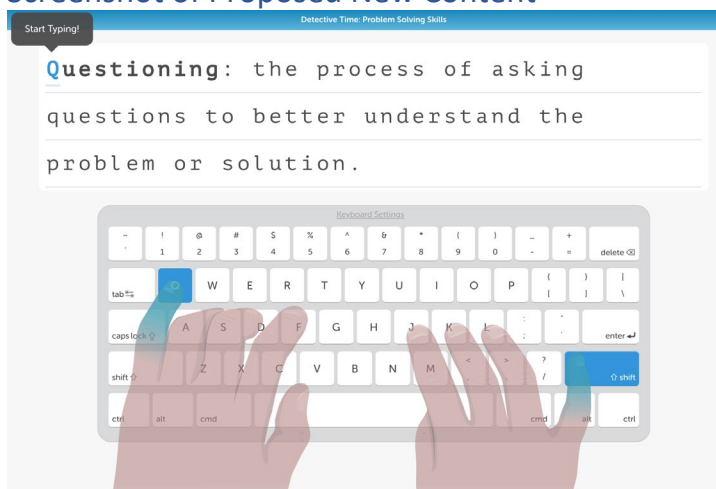 Screenshot of Proposed New Content
Detective Time: Problem Solving Skills
Start Typing!
Questioning: the process of asking
questions to better understand the
problem or solution.
Keyboard Settings
~ ! @ # $ % ^ & * ( ) _ +
` 1 2 3 4 5 6 7 8 9 0 - = delete
tab Q W E R T Y U I O P { [ } ] | \
caps lock A S D F G H J K L : ; " ' enter
shift Z X C V B N M < > ? / shift
ctrl alt cmd cmd alt ctrl